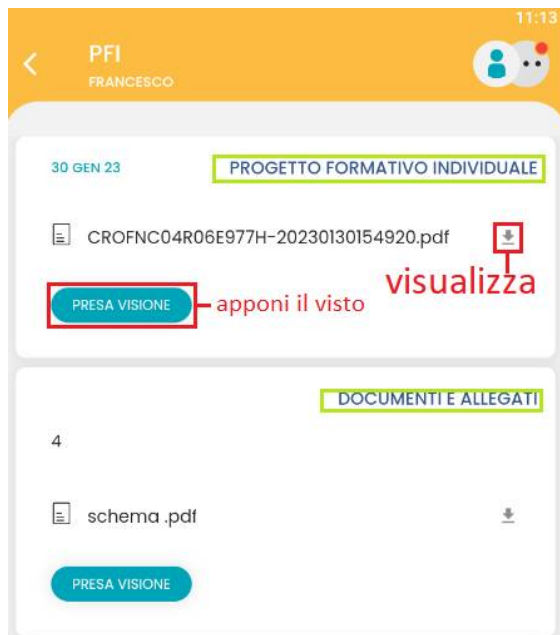 11:13
PFI
FRANCESCO
30 GEN 23 PROGETTO FORMATIVO INDIVIDUALE
CROFNC04R06E977H-20230130154920.pdf
visualizza
PRESA VISIONE apponi il visto
DOCUMENTI E ALLEGATI
4
schema .pdf
PRESA VISIONE